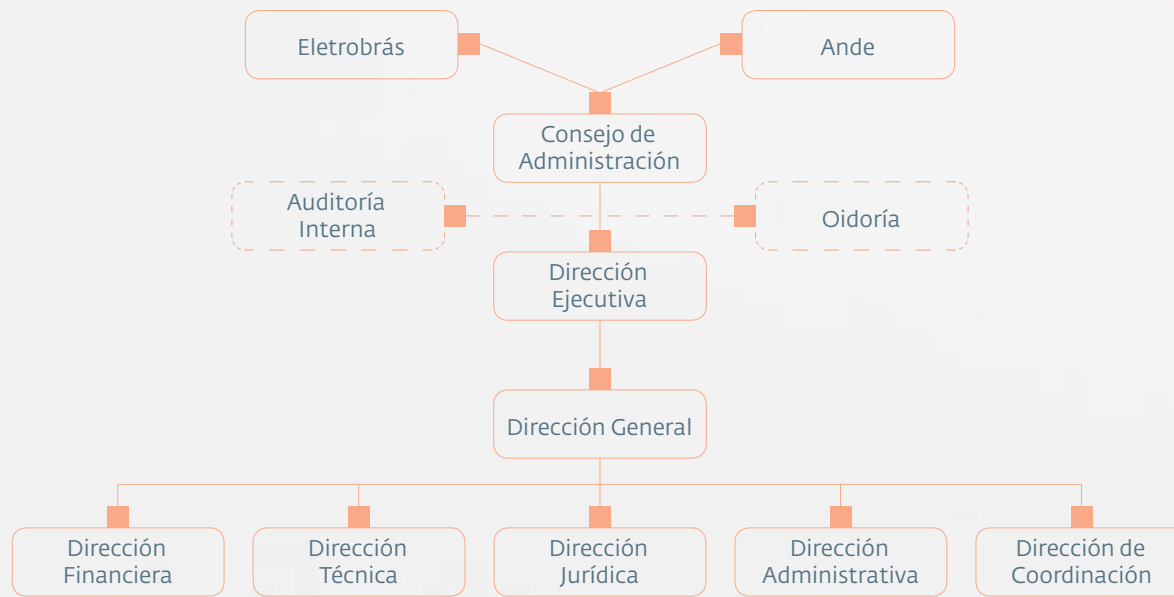 Eletrobrás
Ande
Consejo de
Administración
Auditoría
Interna
Oidoría
Dirección
Ejecutiva
Dirección General
Dirección
Financiera
Dirección
Técnica
Dirección
Jurídica
Dirección
Administrativa
Dirección de
Coordinación